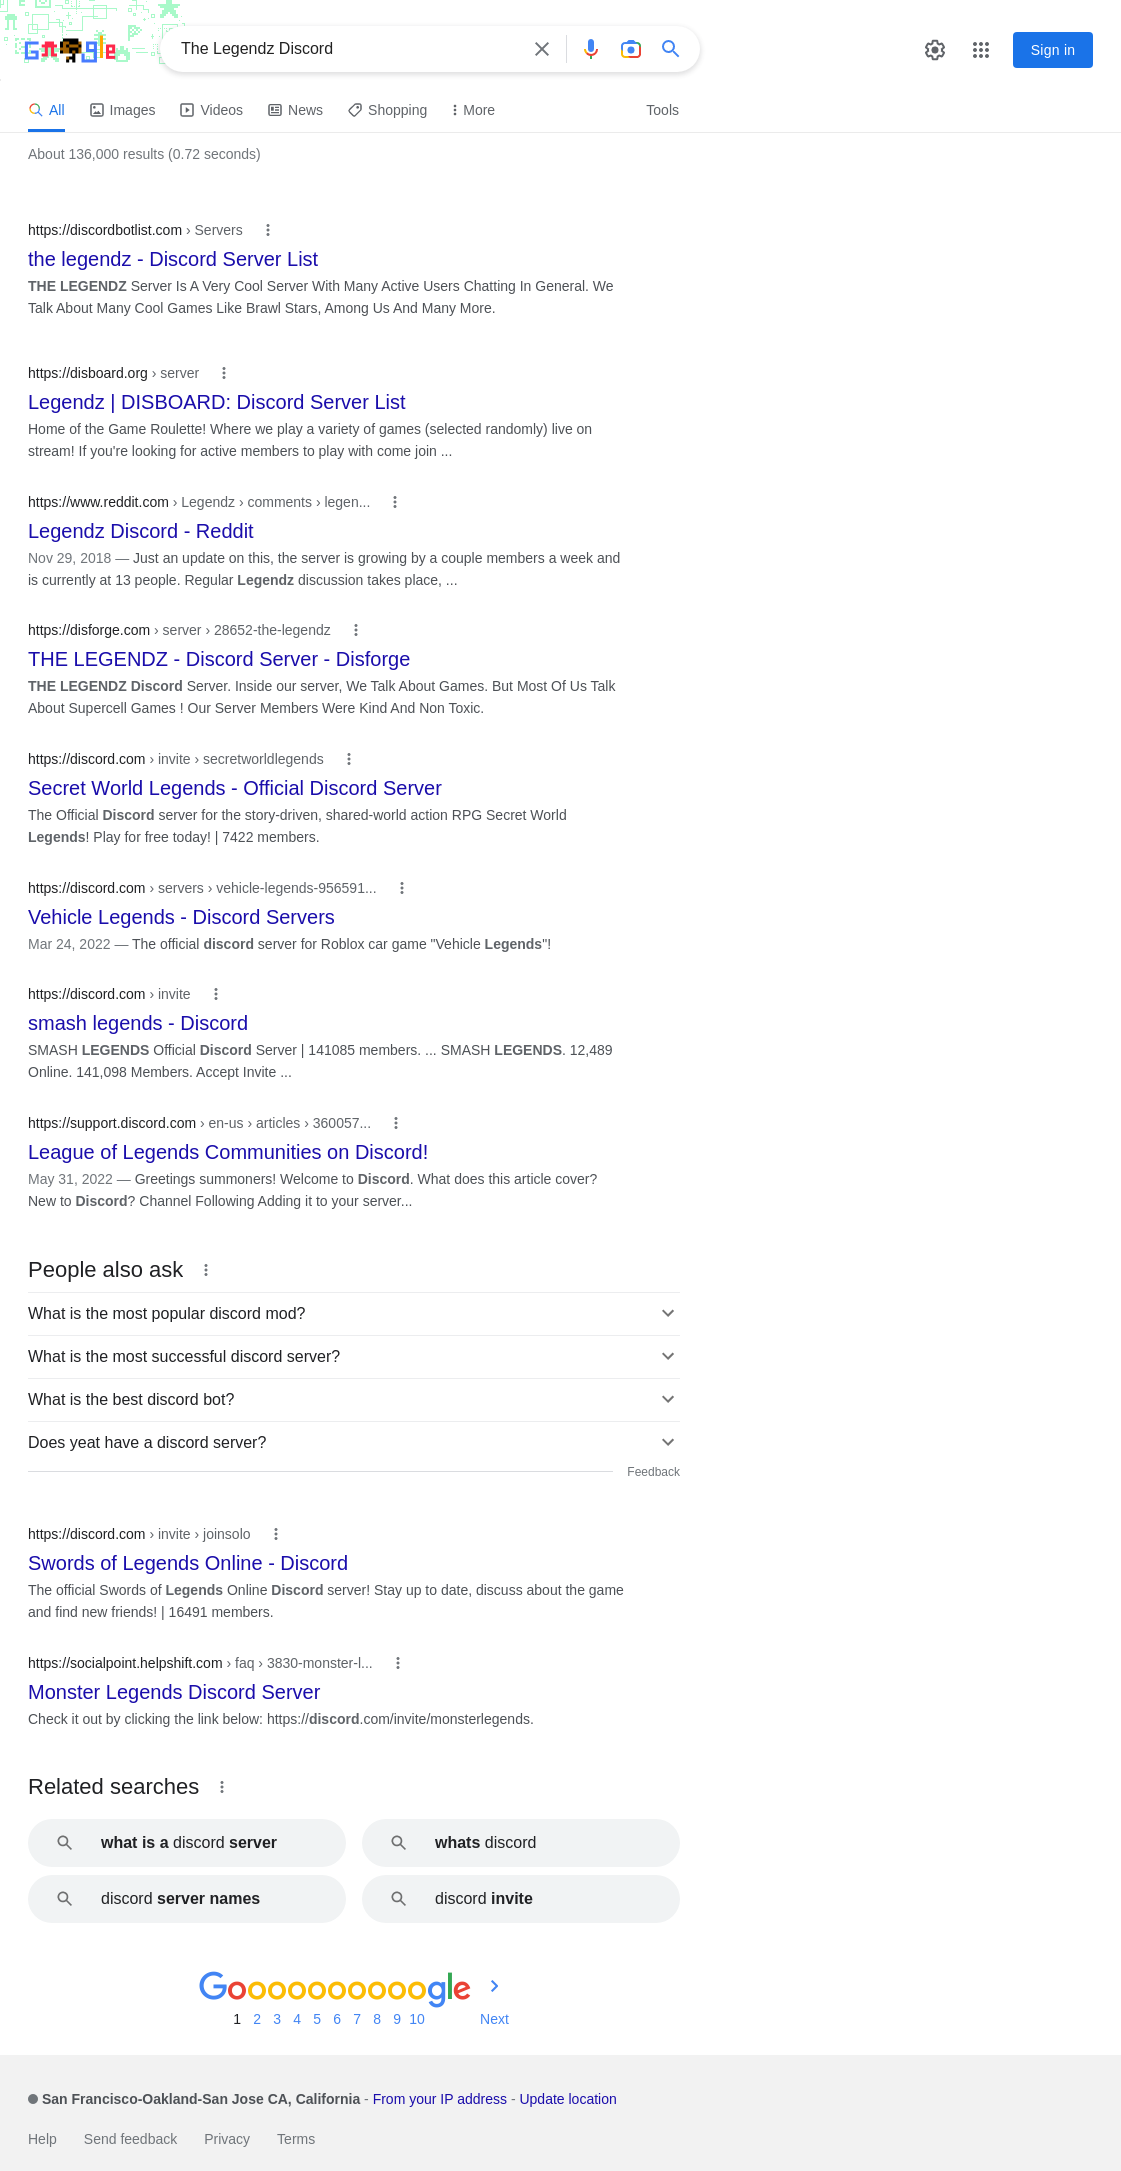 Google
The Legendz Discord
Sign in
All Images Videos News Shopping More Tools
About 136,000 results (0.72 seconds)
https://discordbotlist.com › Servers
the legendz - Discord Server List
THE LEGENDZ Server Is A Very Cool Server With Many Active Users Chatting In General. We
Talk About Many Cool Games Like Brawl Stars, Among Us And Many More.
https://disboard.org › server
Legendz | DISBOARD: Discord Server List
Home of the Game Roulette! Where we play a variety of games (selected randomly) live on
stream! If you're looking for active members to play with come join ...
https://www.reddit.com › Legendz › comments › legen...
Legendz Discord - Reddit
Nov 29, 2018 — Just an update on this, the server is growing by a couple members a week and
is currently at 13 people. Regular Legendz discussion takes place, ...
https://disforge.com › server › 28652-the-legendz
THE LEGENDZ - Discord Server - Disforge
THE LEGENDZ Discord Server. Inside our server, We Talk About Games. But Most Of Us Talk
About Supercell Games ! Our Server Members Were Kind And Non Toxic.
https://discord.com › invite › secretworldlegends
Secret World Legends - Official Discord Server
The Official Discord server for the story-driven, shared-world action RPG Secret World
Legends! Play for free today! | 7422 members.
https://discord.com › servers › vehicle-legends-956591...
Vehicle Legends - Discord Servers
Mar 24, 2022 — The official discord server for Roblox car game "Vehicle Legends"!
https://discord.com › invite
smash legends - Discord
SMASH LEGENDS Official Discord Server | 141085 members. ... SMASH LEGENDS. 12,489
Online. 141,098 Members. Accept Invite ...
https://support.discord.com › en-us › articles › 360057...
League of Legends Communities on Discord!
May 31, 2022 — Greetings summoners! Welcome to Discord. What does this article cover?
New to Discord? Channel Following Adding it to your server...
People also ask
What is the most popular discord mod?
What is the most successful discord server?
What is the best discord bot?
Does yeat have a discord server?
Feedback
https://discord.com › invite › joinsolo
Swords of Legends Online - Discord
The official Swords of Legends Online Discord server! Stay up to date, discuss about the game
and find new friends! | 16491 members.
https://socialpoint.helpshift.com › faq › 3830-monster-l...
Monster Legends Discord Server
Check it out by clicking the link below: https://discord.com/invite/monsterlegends.
Related searches
what is a discord server
whats discord
discord server names
discord invite
Goooooooooogle
1 2 3 4 5 6 7 8 9 10 Next
San Francisco-Oakland-San Jose CA, California - From your IP address - Update location
Help Send feedback Privacy Terms